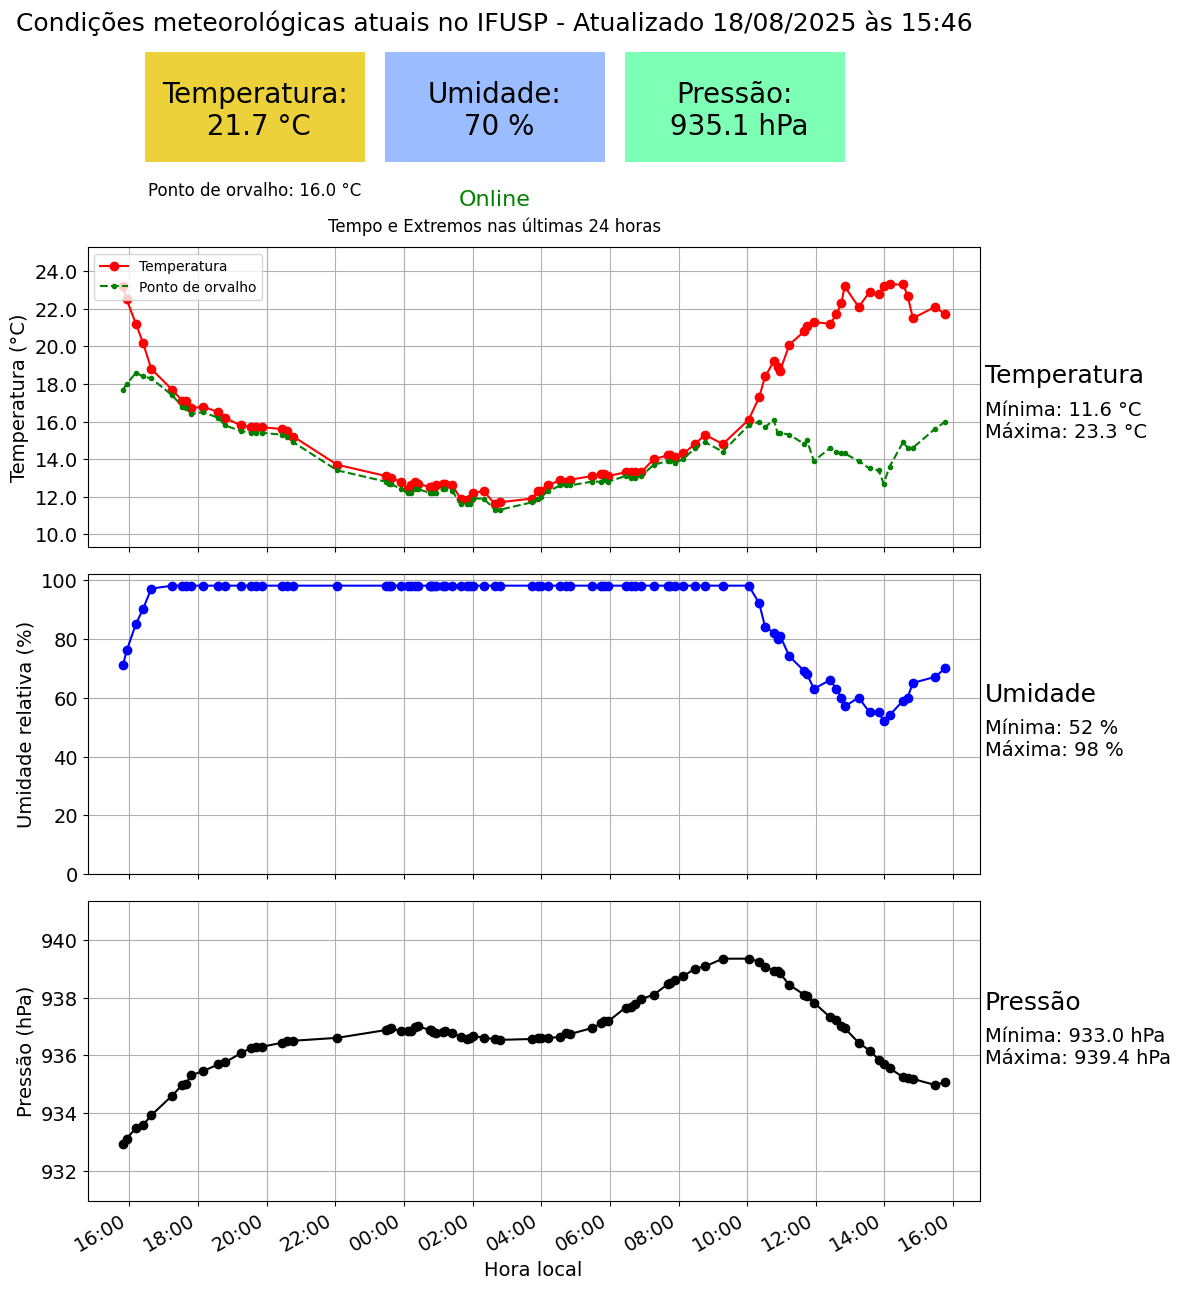 Condições meteorológicas atuais no IFUSP - Atualizado 18/08/2025 às 15:46
Temperatura:
21.7 °C
Umidade:
70 %
Pressão:
935.1 hPa
Ponto de orvalho: 16.0 °C
Online
Tempo e Extremos nas últimas 24 horas
Temperatura
Ponto de orvalho
Temperatura (°C)
24.0
22.0
20.0
18.0
16.0
14.0
12.0
10.0
Temperatura
Mínima: 11.6 °C
Máxima: 23.3 °C
Umidade relativa (%)
100
80
60
40
20
0
Umidade
Mínima: 52 %
Máxima: 98 %
Pressão (hPa)
940
938
936
934
932
Pressão
Mínima: 933.0 hPa
Máxima: 939.4 hPa
16:00 18:00 20:00 22:00 00:00 02:00 04:00 06:00 08:00 10:00 12:00 14:00 16:00
Hora local